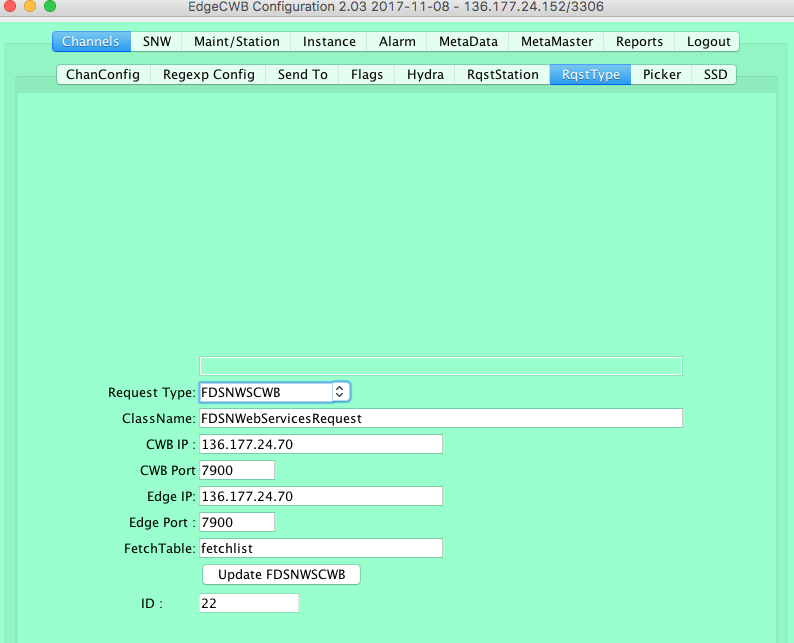 EdgeCWB Configuration 2.03 2017-11-08 - 136.177.24.152/3306
Channels SNW Maint/Station Instance Alarm MetaData MetaMaster Reports Logout
ChanConfig Regexp Config Send To Flags Hydra RqstStation RqstType Picker SSD
Request Type: FDSNWSCWB
ClassName: FDSNWebServicesRequest
CWB IP : 136.177.24.70
CWB Port 7900
Edge IP: 136.177.24.70
Edge Port : 7900
FetchTable: fetchlist
Update FDSNWSCWB
ID : 22